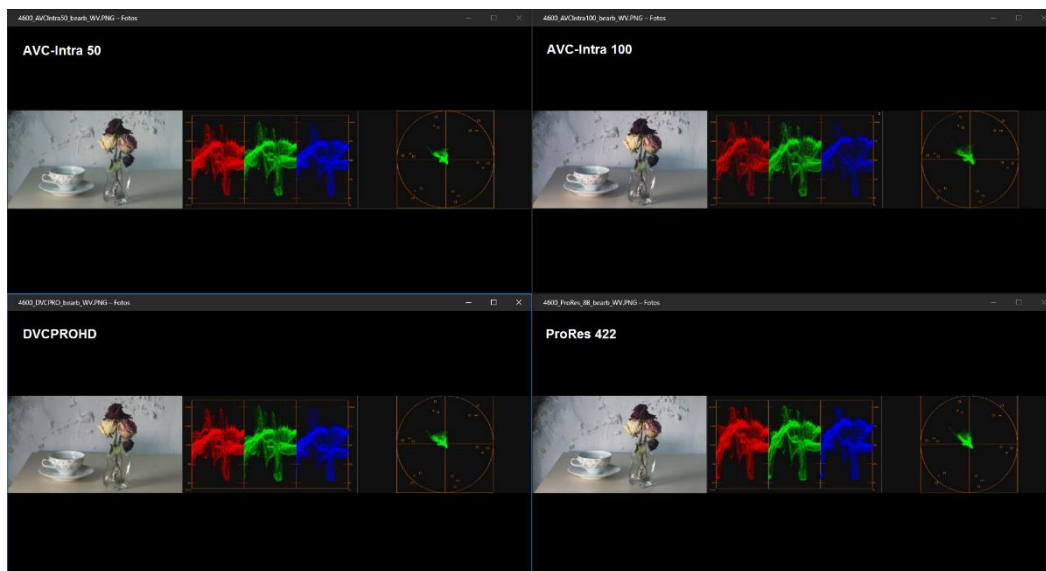 4600_AVCIntra50_bearb_WV.PNG – Fotos
AVC-Intra 50
4600_AVCIntra100_bearb_WV.PNG – Fotos
AVC-Intra 100
4600_DVCPRO_bearb_WV.PNG – Fotos
DVCPROHD
4600_ProRes_8B_bearb_WV.PNG – Fotos
ProRes 422